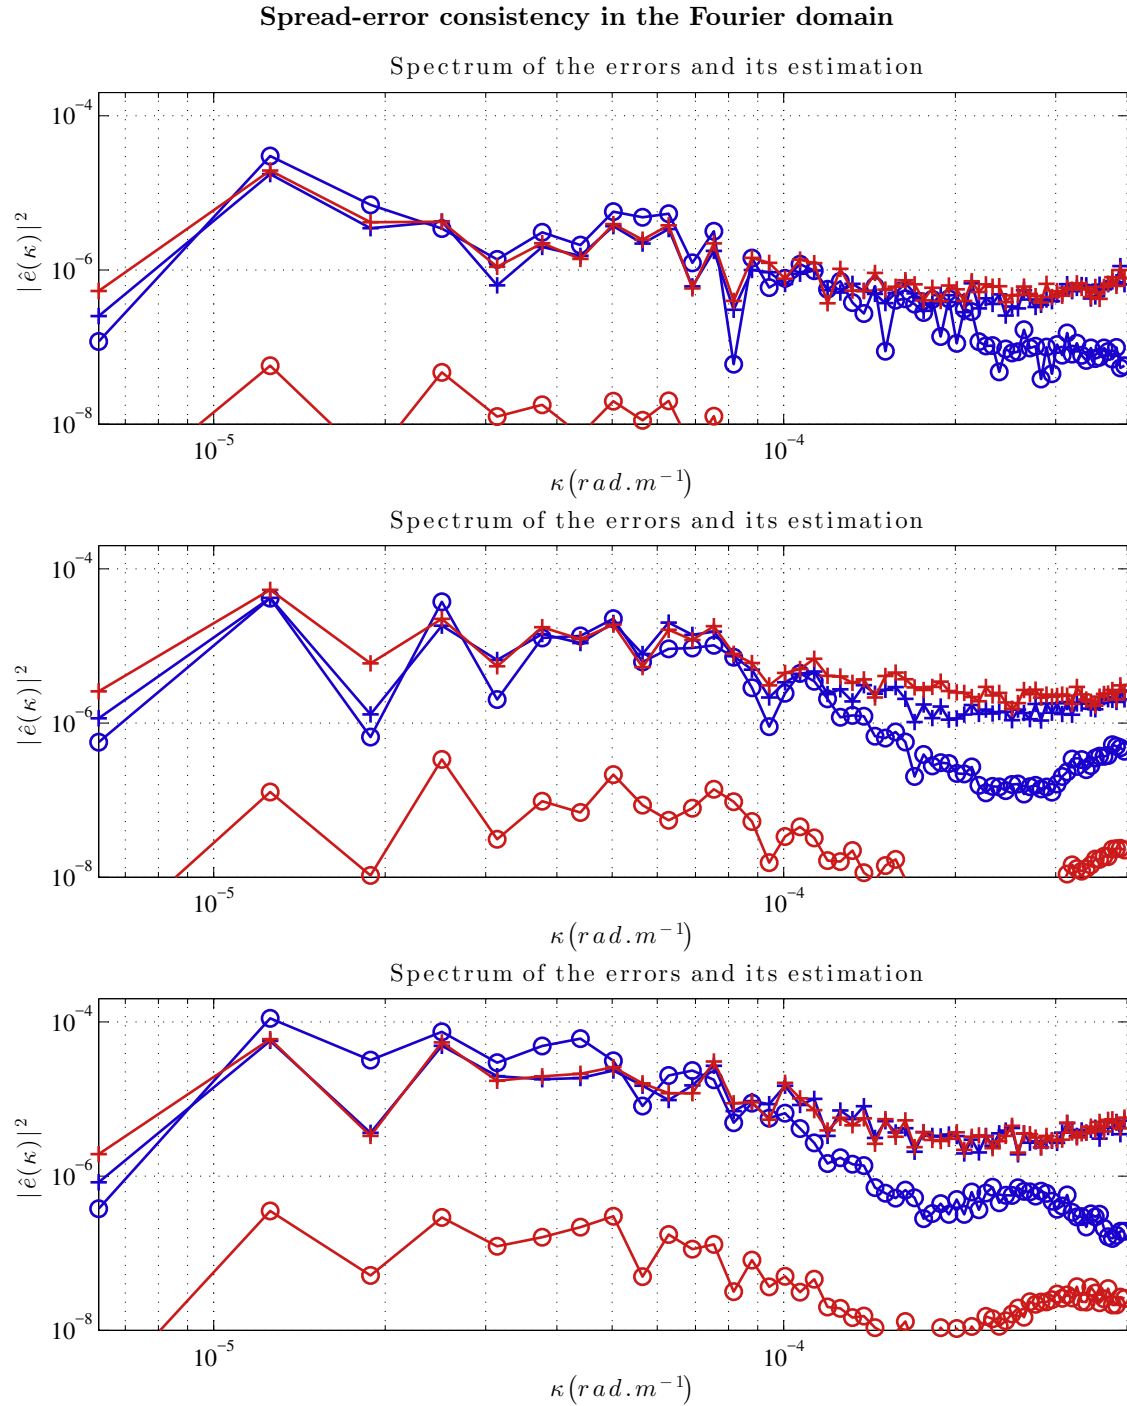 Spread-error consistency in the Fourier domain
Spectrum of the errors and its estimation
10⁻⁴
10⁻⁶
10⁻⁸
|ê(κ)|²
10⁻⁵
10⁻⁴
κ(rad.m⁻¹)
Spectrum of the errors and its estimation
10⁻⁴
10⁻⁶
10⁻⁸
|ê(κ)|²
10⁻⁵
10⁻⁴
κ(rad.m⁻¹)
Spectrum of the errors and its estimation
10⁻⁴
10⁻⁶
10⁻⁸
|ê(κ)|²
10⁻⁵
10⁻⁴
κ(rad.m⁻¹)